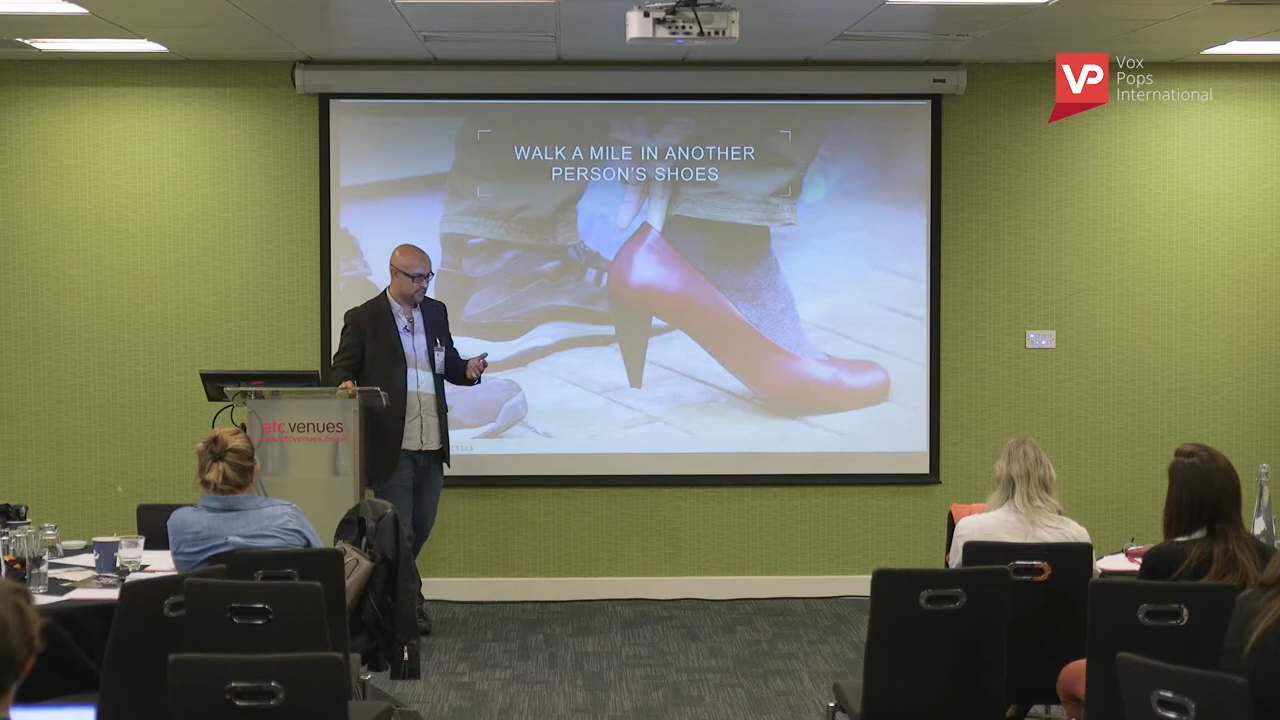 VP
Vox
Pops
International
WALK A MILE IN ANOTHER
PERSON'S SHOES
etc.venues
www.etcvenues.co.uk